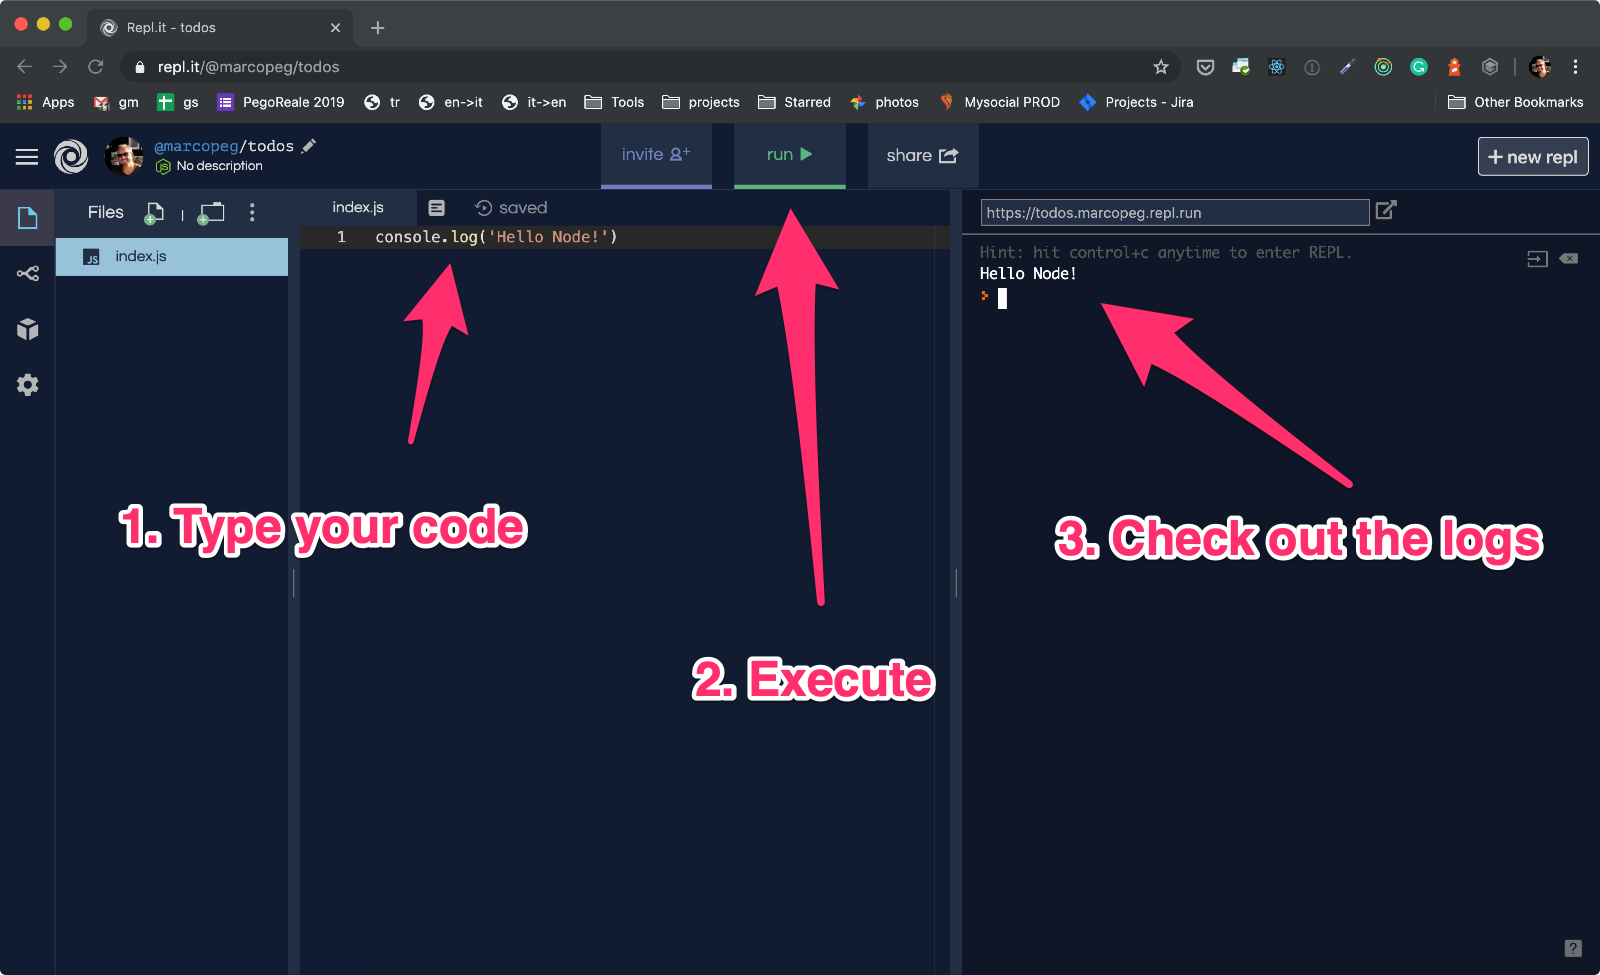 Repl.it - todos
repl.it/@marcopeg/todos
Apps gm gs PegoReale 2019 tr en->it it->en Tools projects Starred photos Mysocial PROD Projects - Jira Other Bookmarks
@marcopeg/todos
No description
invite
run
share
+ new repl
Files
index.js
saved
https://todos.marcopeg.repl.run
JS index.js
1 console.log('Hello Node!')
Hint: hit control+c anytime to enter REPL.
Hello Node!
>
1. Type your code
3. Check out the logs
2. Execute
?